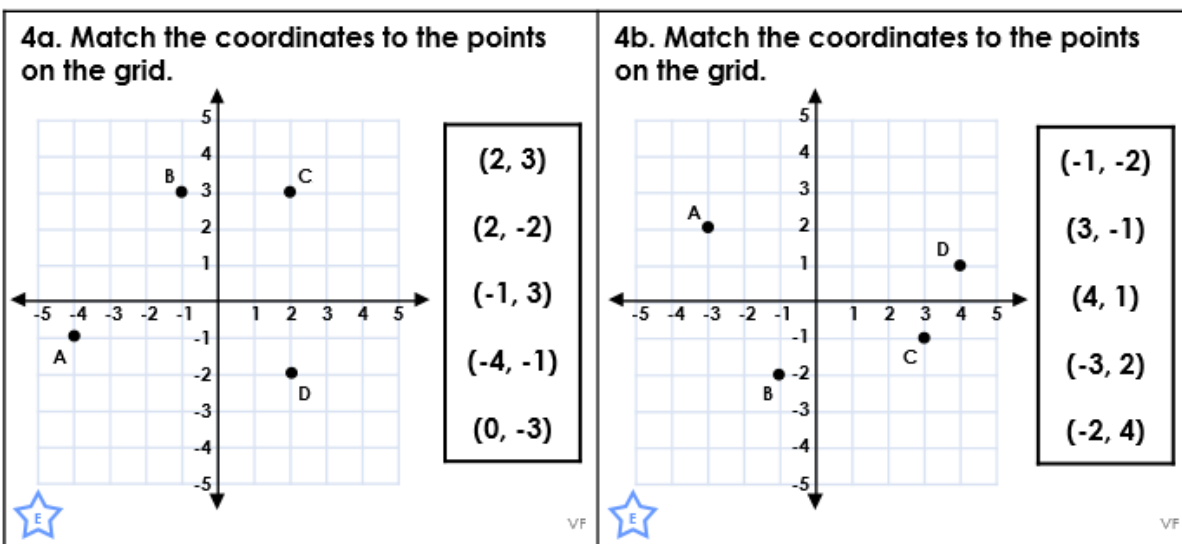 4a. Match the coordinates to the points
on the grid.
5
4
B
C
3
2
1
-5 -4 -3 -2 -1 1 2 3 4 5
-1
A
-2
D
-3
-4
-5
(2, 3)
(2, -2)
(-1, 3)
(-4, -1)
(0, -3)
E
VF
4b. Match the coordinates to the points
on the grid.
5
4
3
A
2
D
1
-5 -4 -3 -2 -1 1 2 3 4 5
-1
C
-2
B
-3
-4
-5
(-1, -2)
(3, -1)
(4, 1)
(-3, 2)
(-2, 4)
E
VF